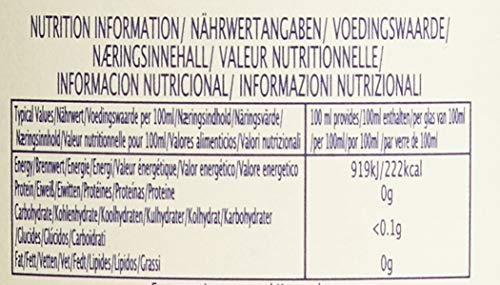 NUTRITION INFORMATION/ NÄHRWERTANGABEN/ VOEDINGSWAARDE/
NÆRINGSINNEHALL/ VALEUR NUTRITIONNELLE/
INFORMACION NUTRICIONAL/ INFORMAZIONI NUTRIZIONALI
Typical Values/Nährwert/Voedingswaarde per 100ml/Næringsindhold/Näringsvärde/
Næringsinnhold/Valeur nutritionnelle pour 100ml/Valores alimenticios/Valori nutrizionali
100 ml provides/100ml enthalten/per glas van 100ml
/per 100ml/por 100ml /par verre de 100ml
Energy/Brennwert/Energie/Energi/Valeur énergétique/Valor energético/Valore energetico 919kJ/222kcal
Protein/Eiweiß/Eiwitten/Protéines/Proteínas/Proteine 0g
Carbohydrate/Kohlenhydrate/Koolhydraten/Kulhydrater/Kolhydrat/Karbohydrater
/Glucides/Glúcidos/Carboidrati <0.1g
Fat/Fett/Vetten/Vet/Fedt/Lipides/Lípidos/Grassi 0g